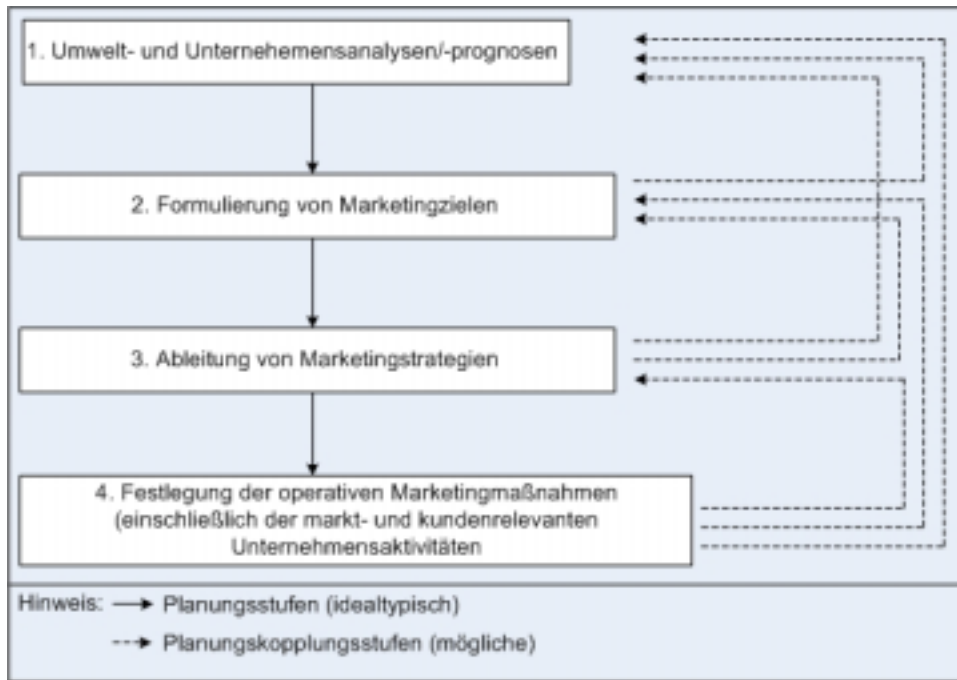 1. Umwelt- und Unternehemensanalysen/-prognosen
2. Formulierung von Marketingzielen
3. Ableitung von Marketingstrategien
4. Festlegung der operativen Marketingmaßnahmen
(einschließlich der markt- und kundenrelevanten
Unternehmensaktivitäten
Hinweis: Planungsstufen (idealtypisch)
Planungskopplungsstufen (mögliche)